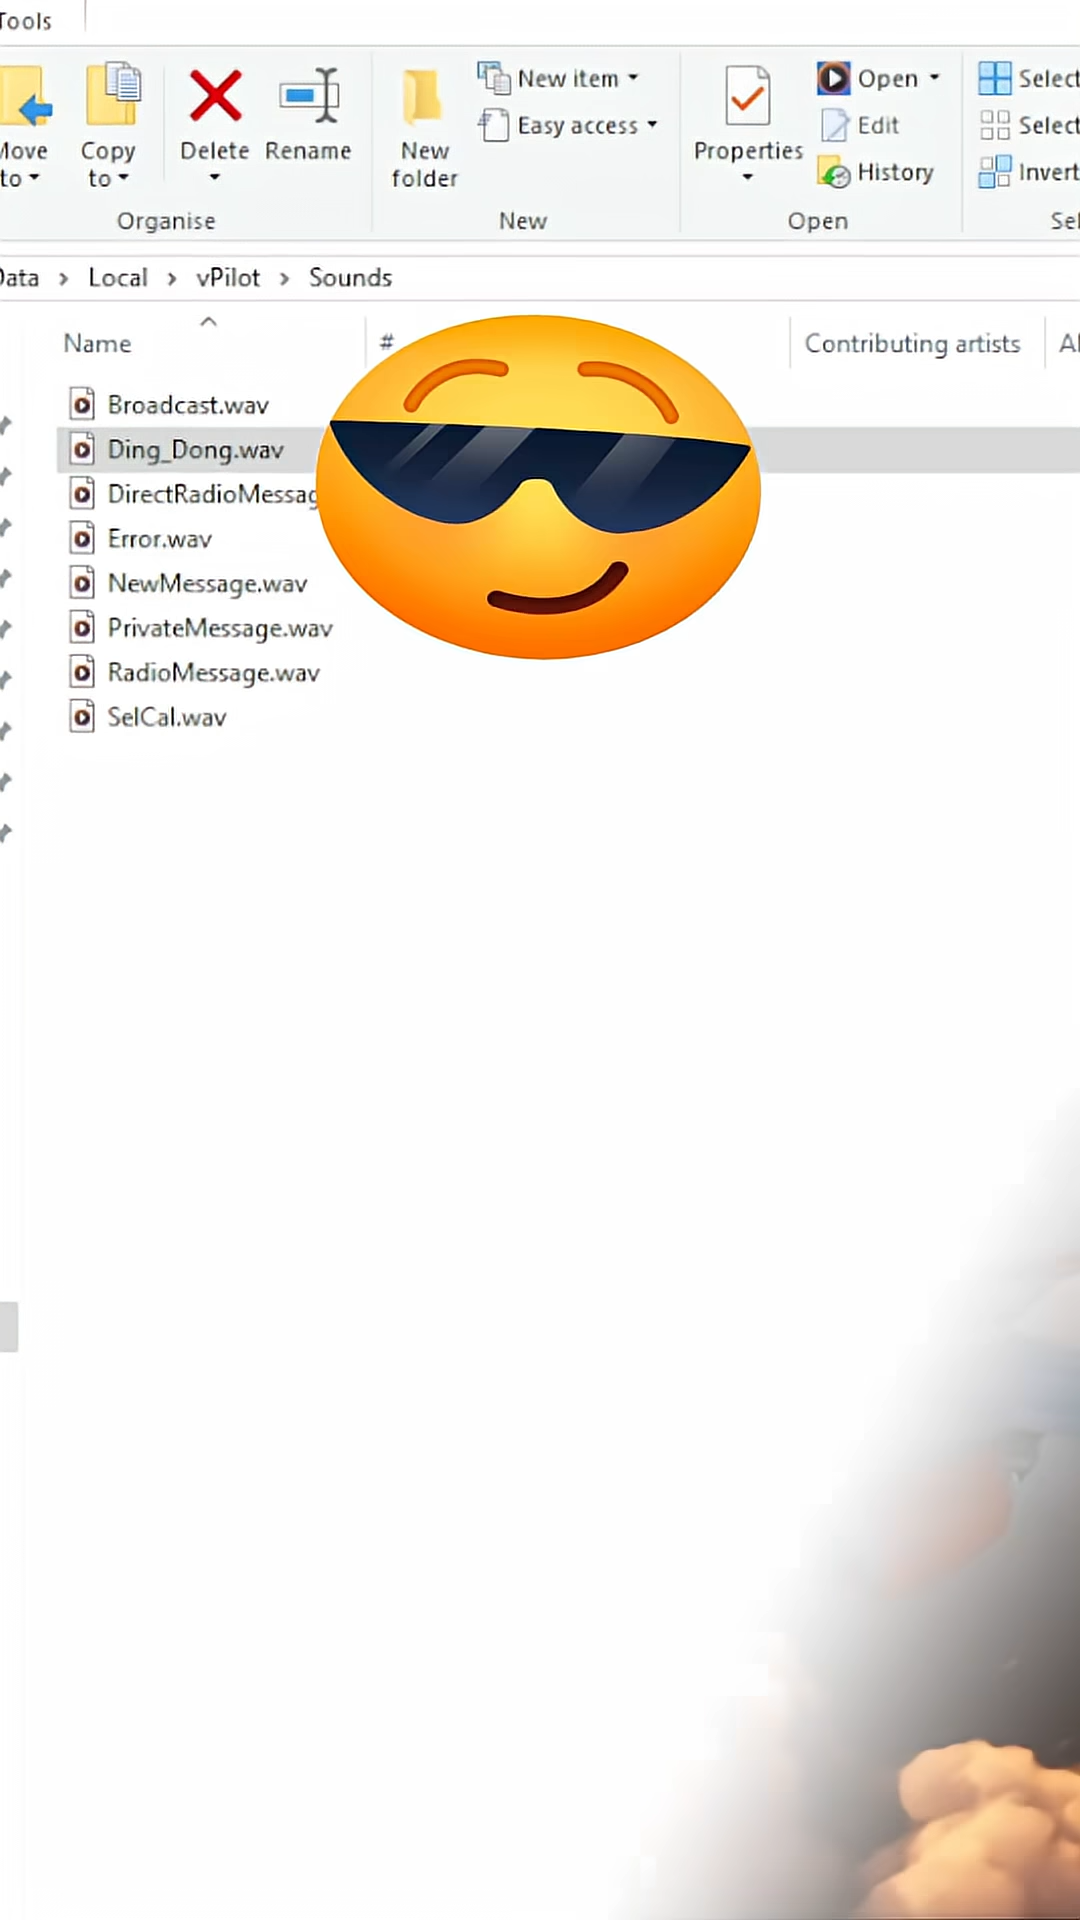 Tools
Move to
Copy to
Delete
Rename
New folder
New item
Easy access
Properties
Open
Edit
History
Select
Select
Invert
Organise
New
Open
Sel
Data > Local > vPilot > Sounds
Name
#
Contributing artists
Al
Broadcast.wav
Ding_Dong.wav
DirectRadioMessag
Error.wav
NewMessage.wav
PrivateMessage.wav
RadioMessage.wav
SelCal.wav